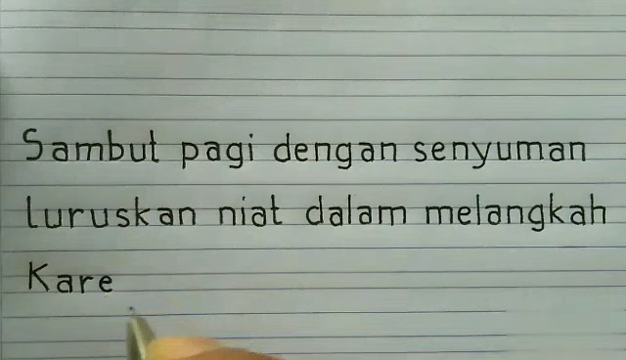 Sambut pagi dengan senyuman
luruskan niat dalam melangkah
Kare